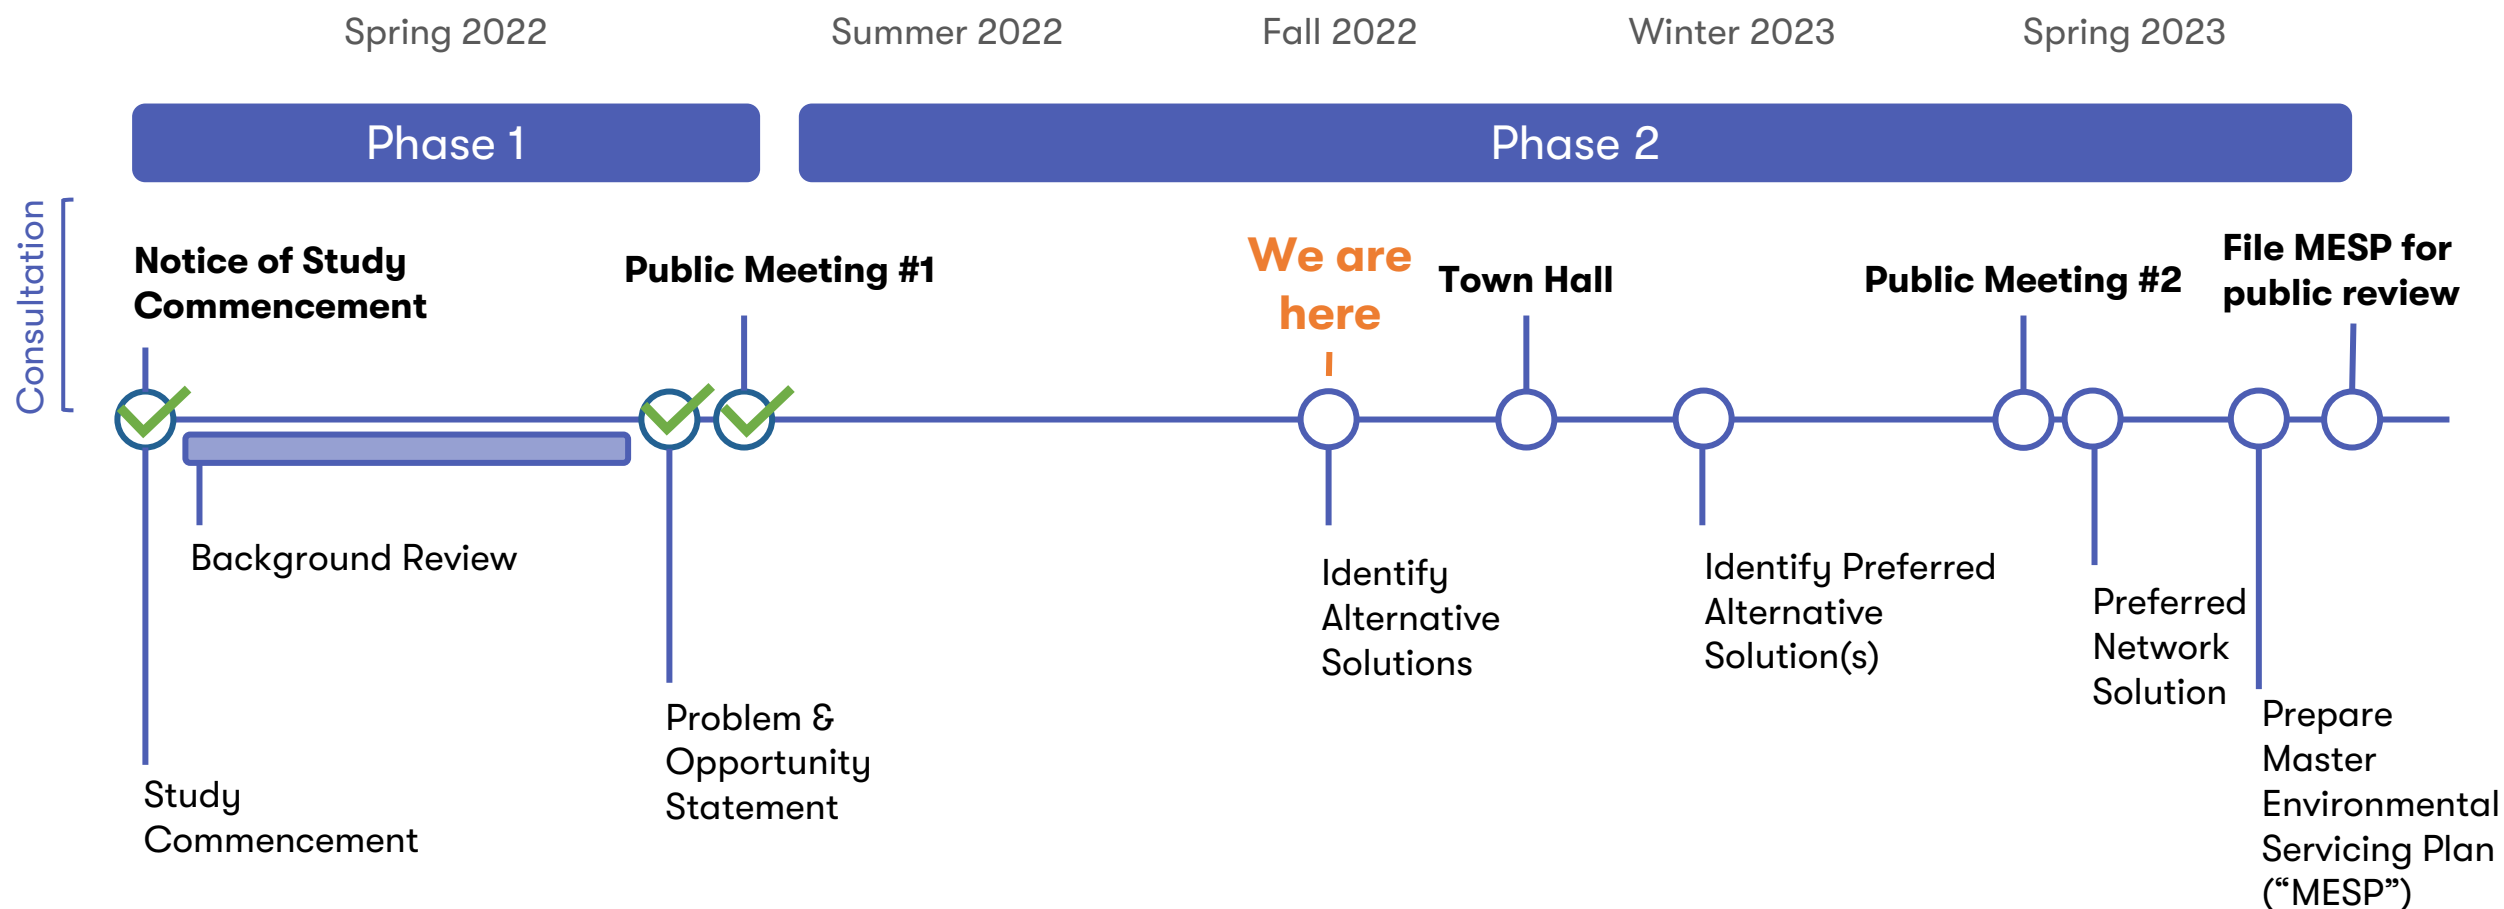 Spring 2022
Summer 2022
Fall 2022
Winter 2023
Spring 2023
Phase 1
Phase 2
Consultation
Notice of Study
Commencement
Public Meeting #1
We are
here
Town Hall
Public Meeting #2
File MESP for
public review
Background Review
Study
Commencement
Problem &
Opportunity
Statement
Identify
Alternative
Solutions
Identify Preferred
Alternative
Solution(s)
Preferred
Network
Solution
Prepare
Master
Environmental
Servicing Plan
(“MESP”)